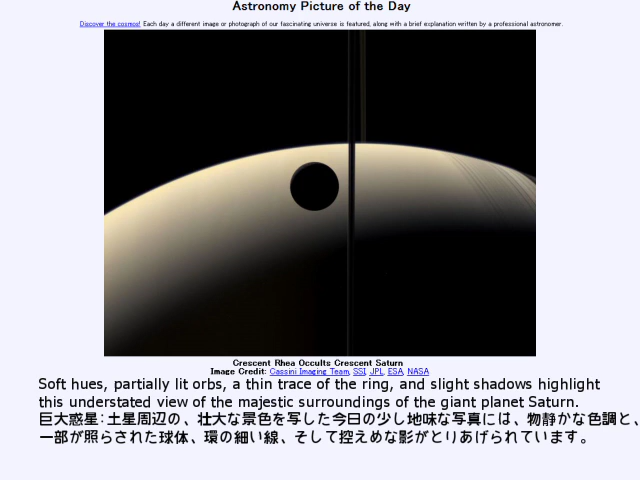 Astronomy Picture of the Day
Discover the cosmos! Each day a different image or photograph of our fascinating universe is featured, along with a brief explanation written by a professional astronomer.
Crescent Rhea Occults Crescent Saturn
Image Credit: Cassini Imaging Team, SSI, JPL, ESA, NASA
Soft hues, partially lit orbs, a thin trace of the ring, and slight shadows highlight
this understated view of the majestic surroundings of the giant planet Saturn.
巨大惑星：土星周辺の、壮大な景色を写した今日の少し地味な写真には、物静かな色調と、
一部が照らされた球体、環の細い線、そして控えめな影がとりあげられています。